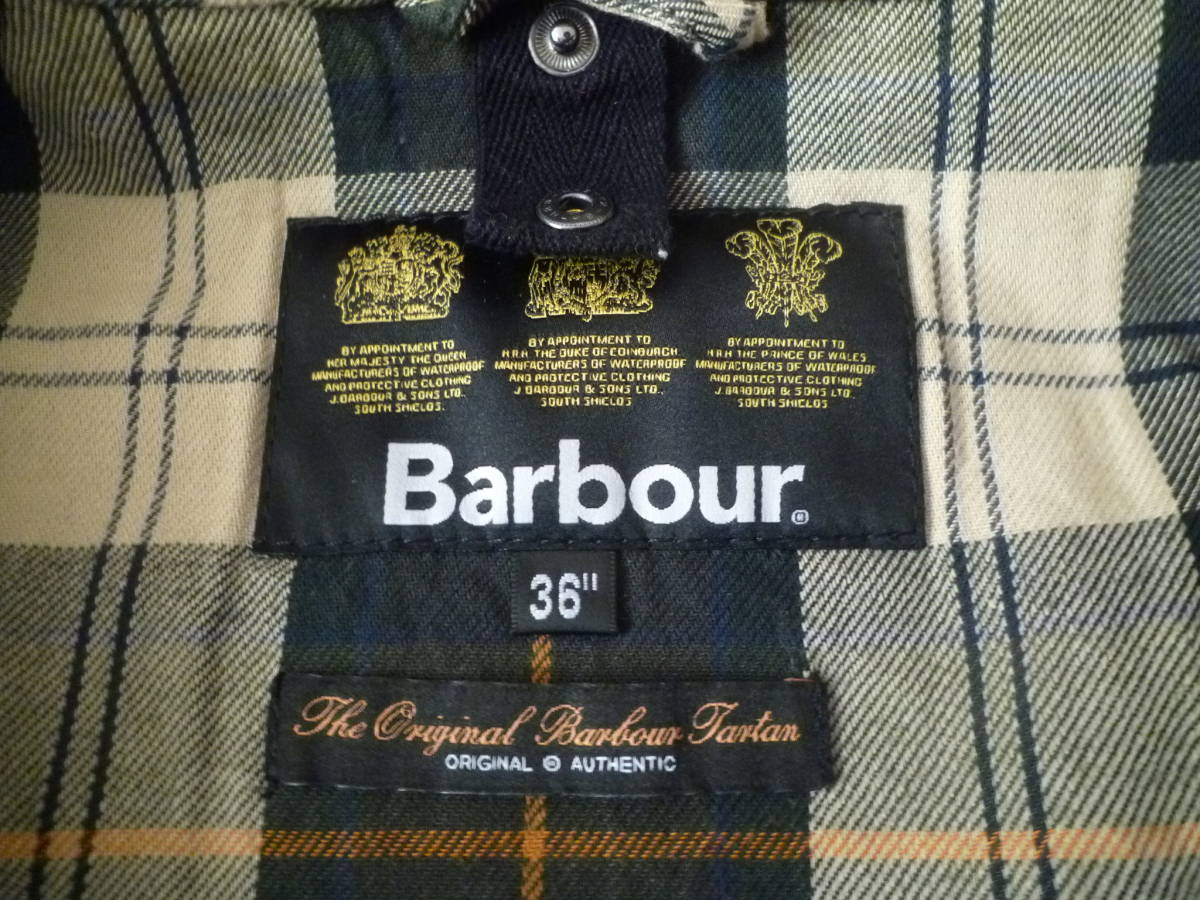 BY APPOINTMENT TO
HER MAJESTY THE QUEEN
MANUFACTURERS OF WATERPROOF
AND PROTECTIVE CLOTHING
J.BARBOUR & SONS LTD.,
SOUTH SHIELDS.
BY APPOINTMENT TO
H.R.H. THE DUKE OF EDINBURGH
MANUFACTURERS OF WATERPROOF
AND PROTECTIVE CLOTHING
J.BARBOUR & SONS LTD.,
SOUTH SHIELDS
BY APPOINTMENT TO
H.R.H THE PRINCE OF WALES
MANUFACTURERS OF WATERPROOF
AND PROTECTIVE CLOTHING
J.BARBOUR & SONS LTD.,
SOUTH SHIELDS
Barbour®
36"
The Original Barbour Tartan
ORIGINAL AUTHENTIC